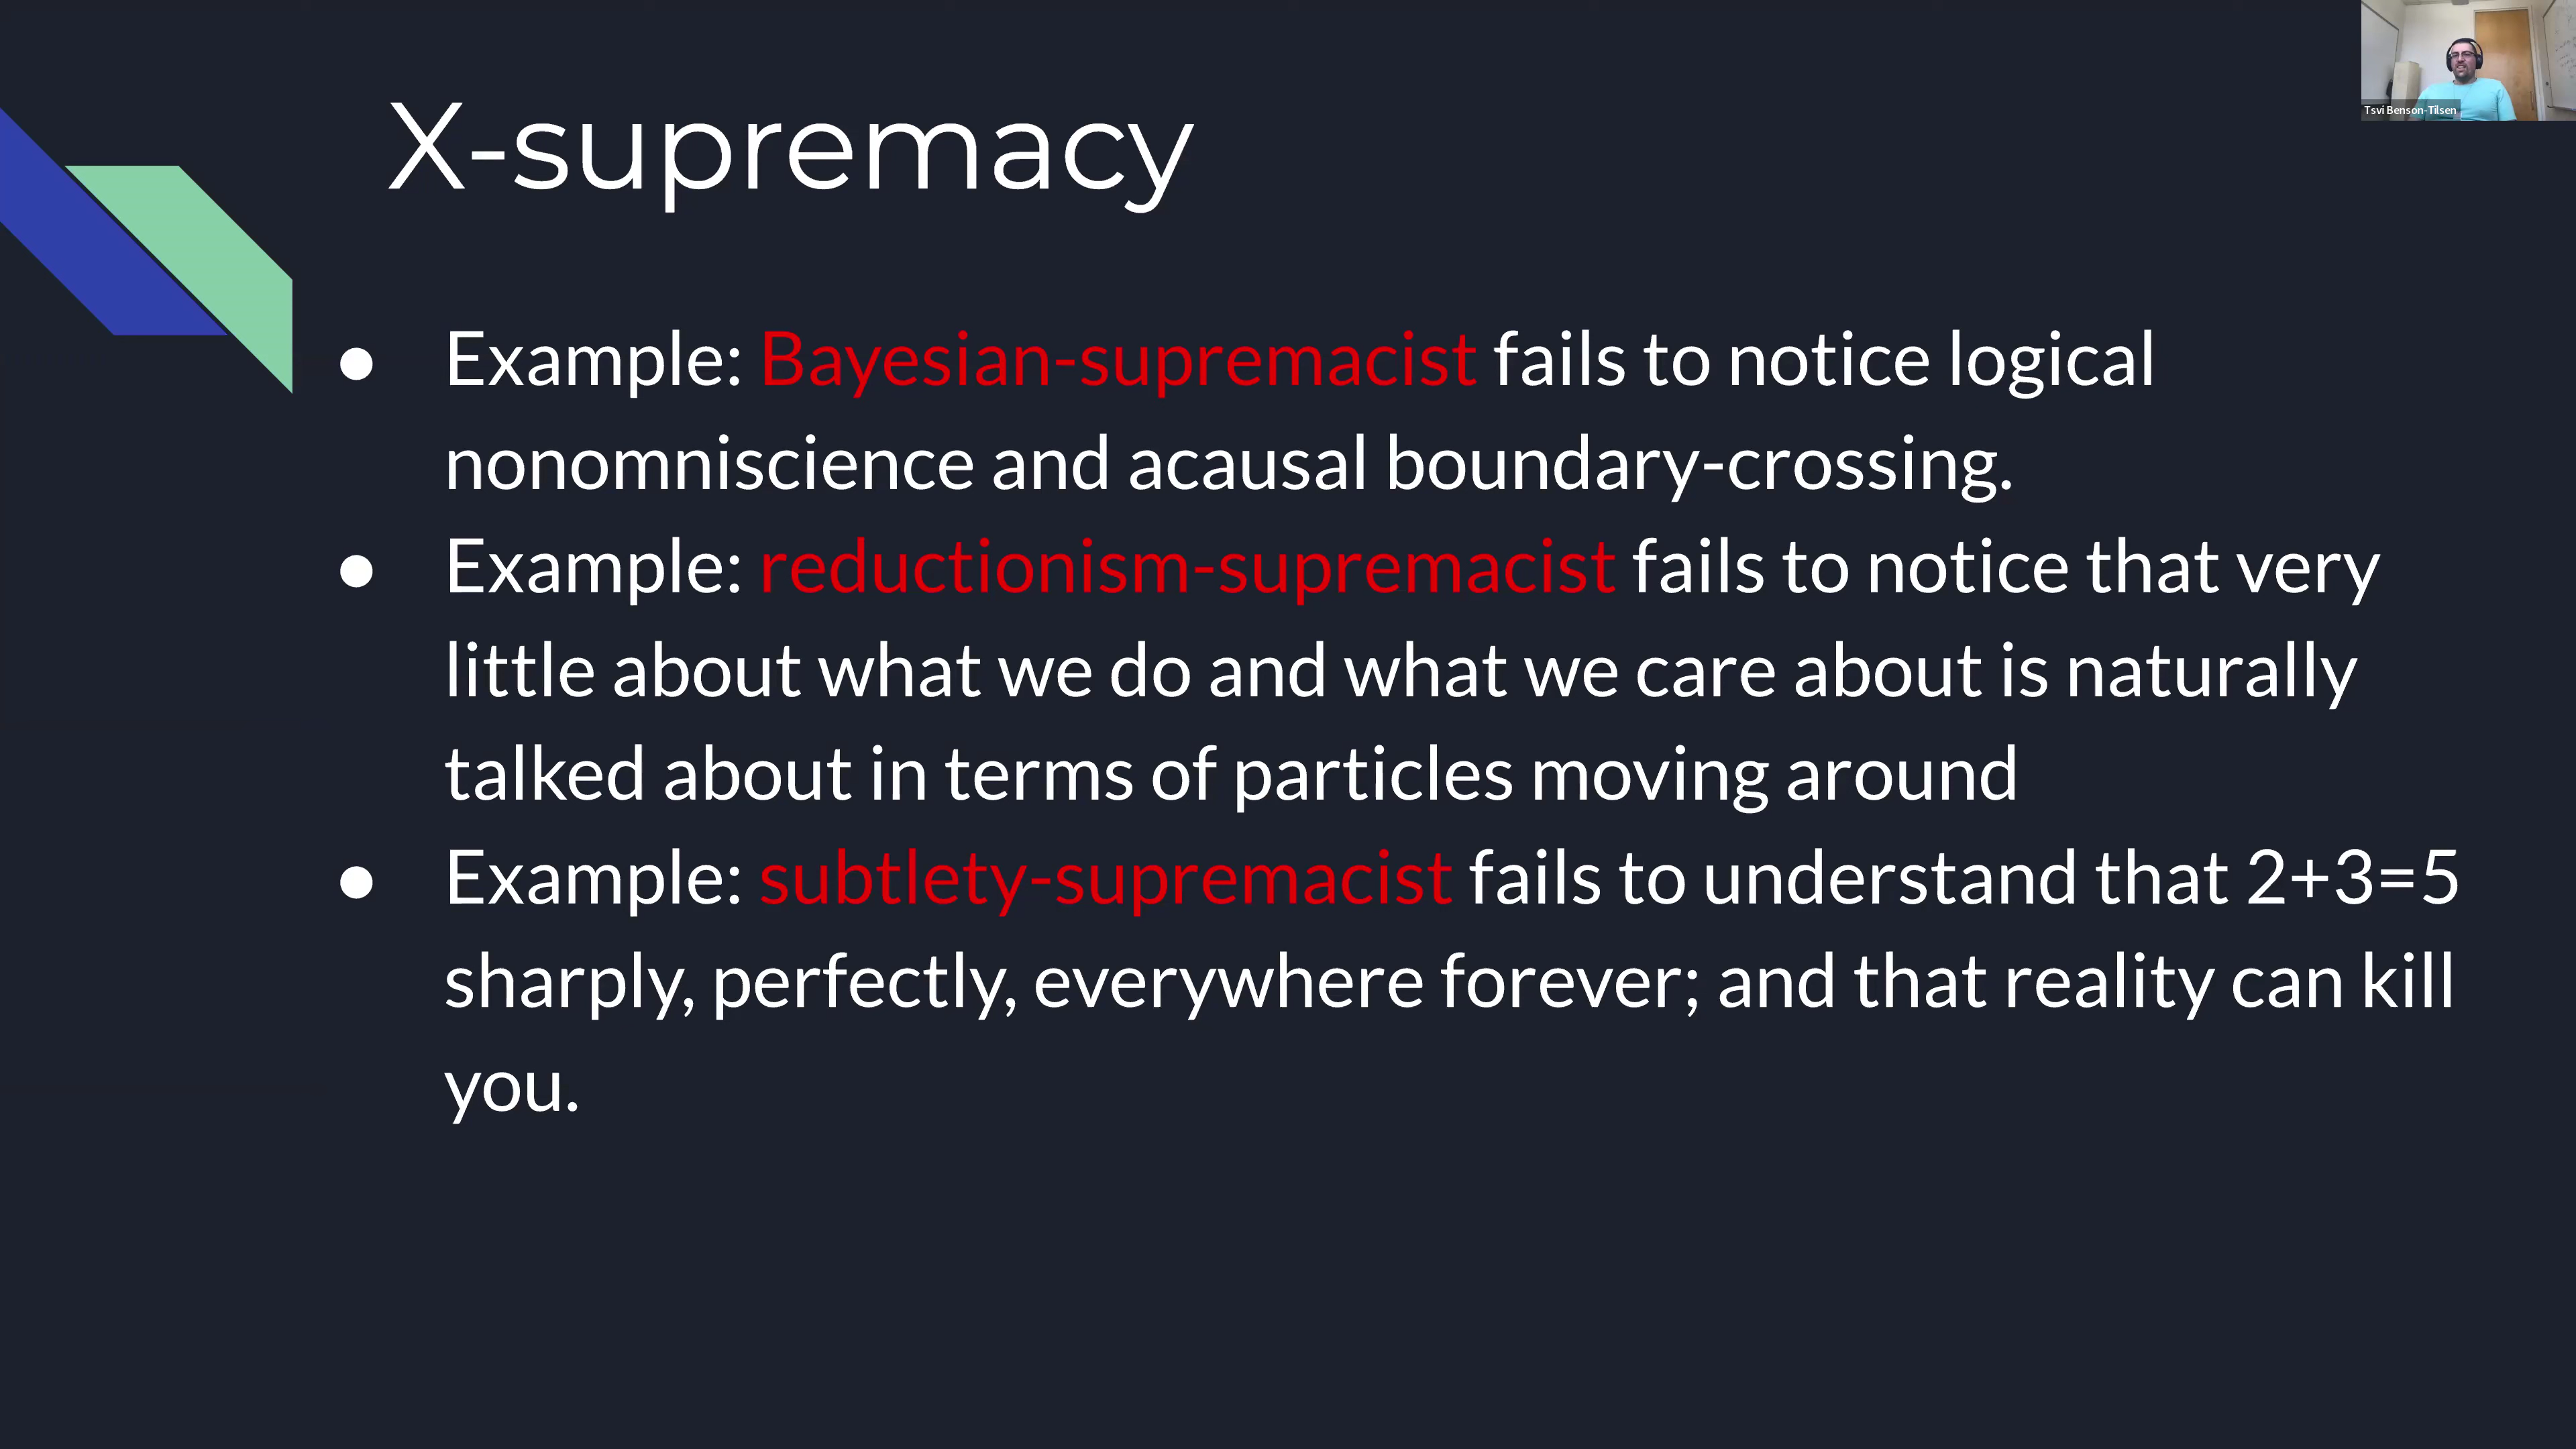 X-supremacy
Tsvi Benson-Tilsen
● Example: Bayesian-supremacist fails to notice logical
nonomniscience and acausal boundary-crossing.
● Example: reductionism-supremacist fails to notice that very
little about what we do and what we care about is naturally
talked about in terms of particles moving around
● Example: subtlety-supremacist fails to understand that 2+3=5
sharply, perfectly, everywhere forever; and that reality can kill
you.